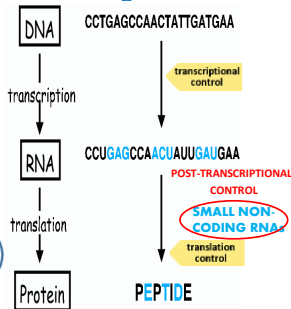 DNA
CCTGAGCCAACTATTGATGAA
transcriptional
control
transcription
RNA
CCUGAGCCAACUAUUGAUGAA
POST-TRANSCRIPTIONAL
CONTROL
SMALL NON-
CODING RNAs
translation
translation
control
Protein
PEPTIDE